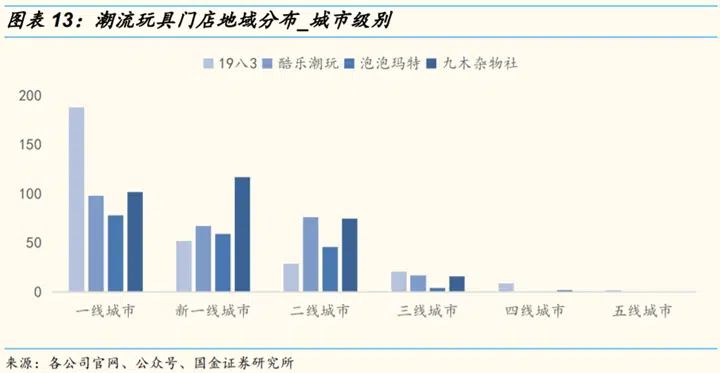 图表 13：潮流玩具门店地域分布_城市级别
19八3 酷乐潮玩 泡泡玛特 九木杂物社
200
150
100
50
0
一线城市 新一线城市 二线城市 三线城市 四线城市 五线城市
来源：各公司官网、公众号、国金证券研究所